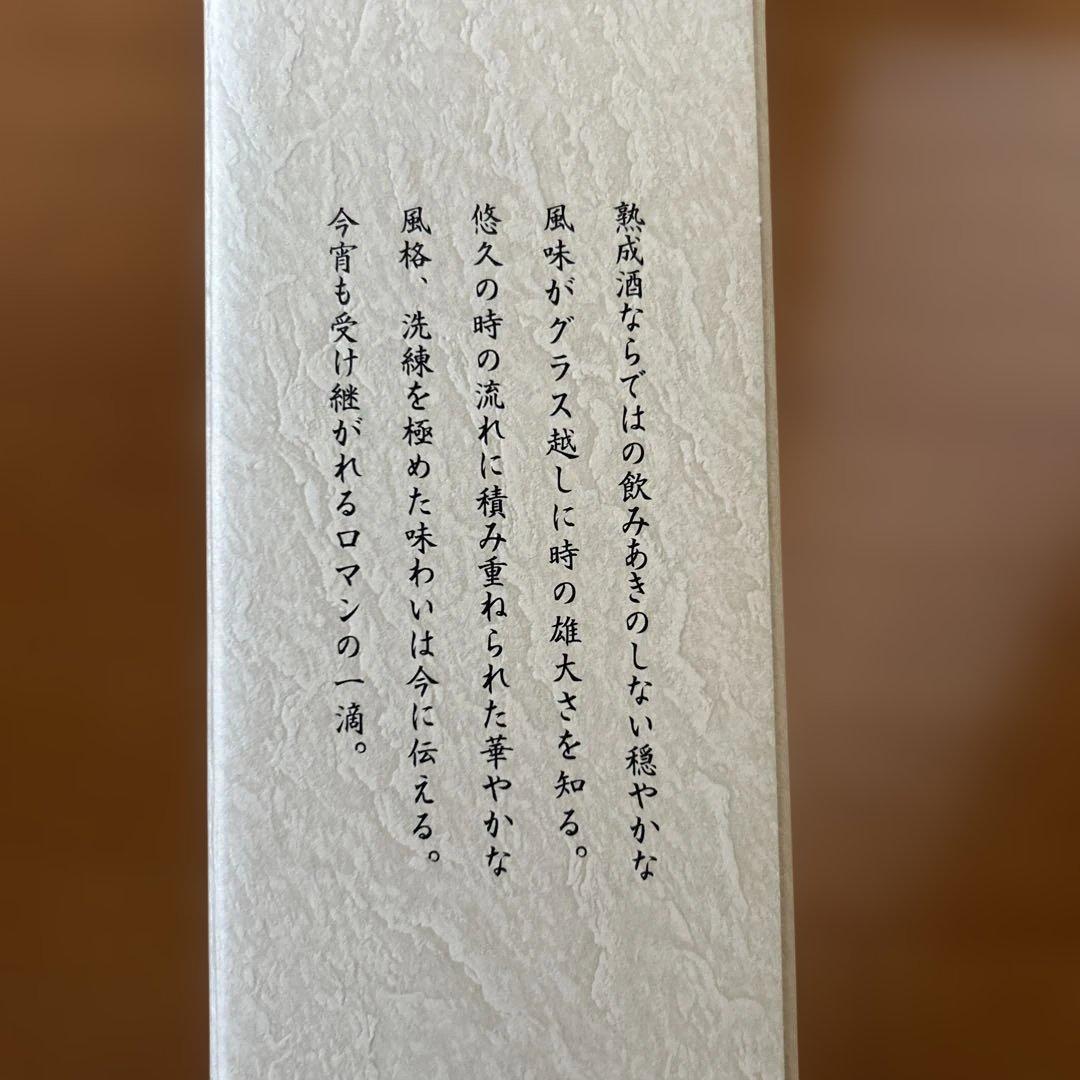 熟成酒ならではの飲みあきのしない穏やかな
風味がグラス越しに時の雄大さを知る。
悠久の時の流れに積み重ねられた華やかな
風格、洗練を極めた味わいは今に伝える。
今宵も受け継がれるロマンの一滴。